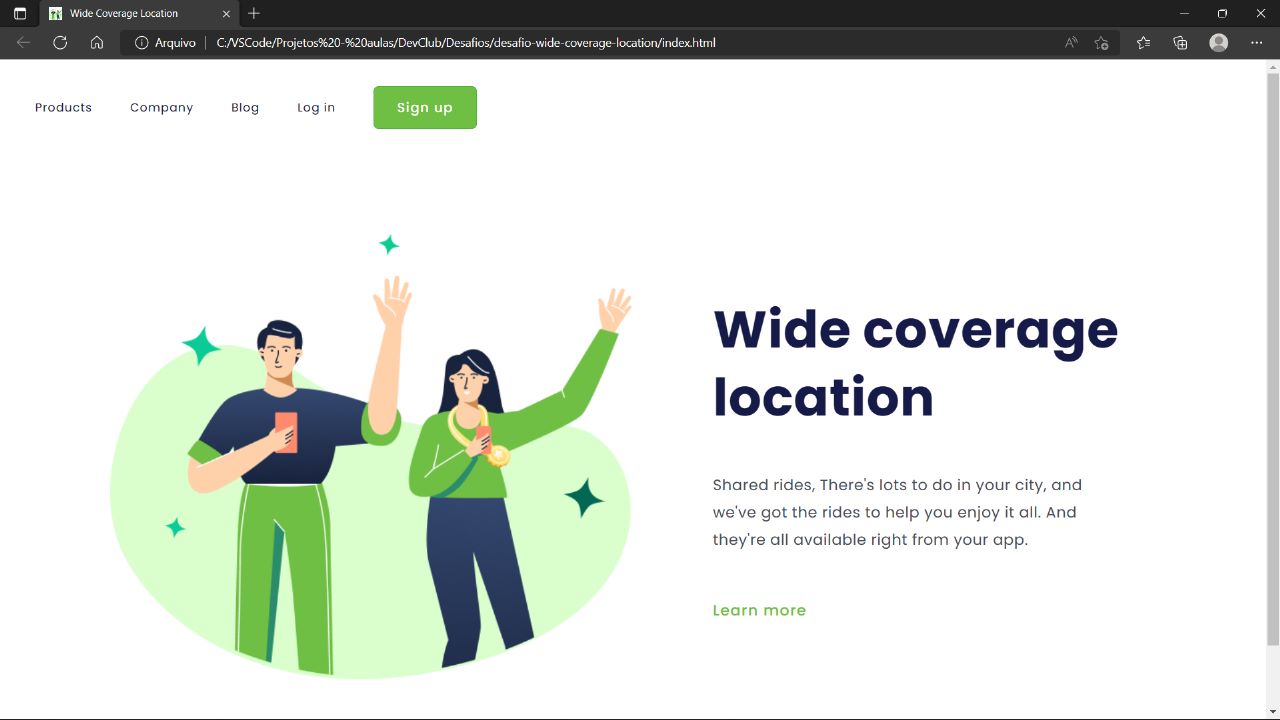 Wide Coverage Location
Arquivo C:/VSCode/Projetos%20-%20aulas/DevClub/Desafios/desafio-wide-coverage-location/index.html
Products Company Blog Log in Sign up
Wide coverage
location
Shared rides, There's lots to do in your city, and
we've got the rides to help you enjoy it all. And
they're all available right from your app.
Learn more